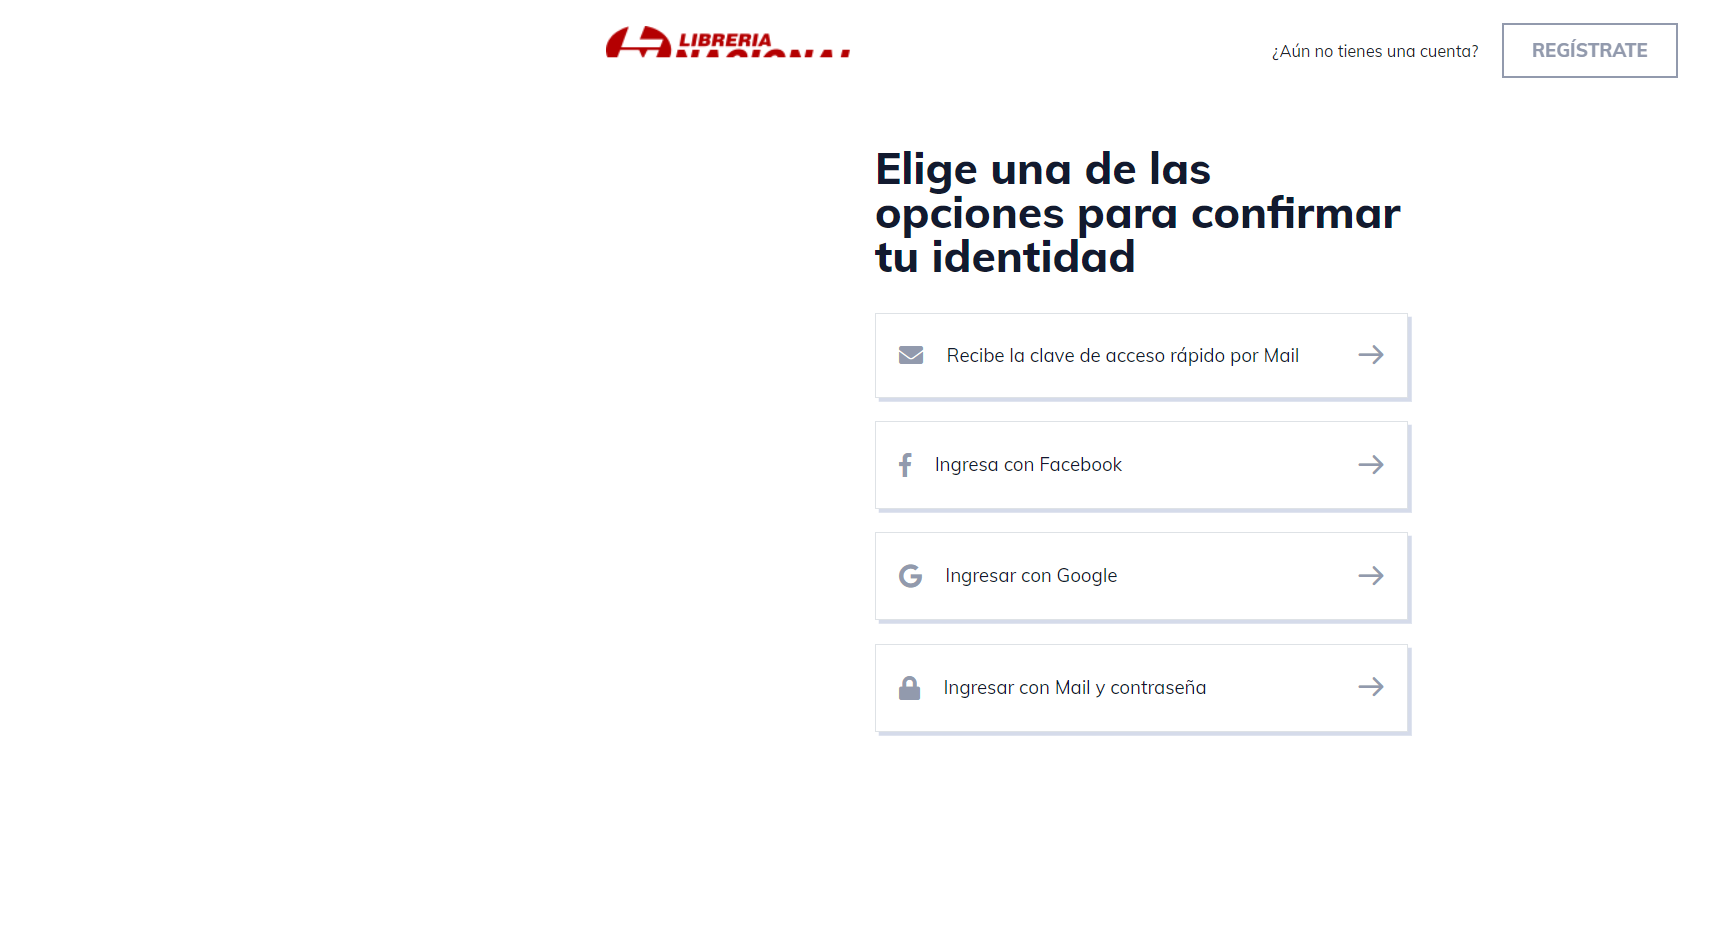 LIBRERIA
NACIONAL
¿Aún no tienes una cuenta?
REGÍSTRATE
Elige una de las
opciones para confirmar
tu identidad
Recibe la clave de acceso rápido por Mail
Ingresa con Facebook
Ingresar con Google
Ingresar con Mail y contraseña